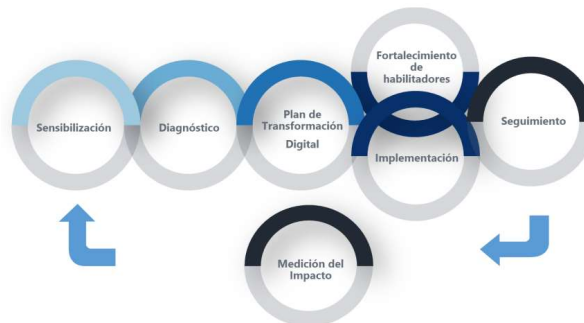 Sensibilización
Diagnóstico
Plan de
Transformación
Digital
Fortalecimiento
de
habilitadores
Implementación
Seguimiento
Medición del
Impacto